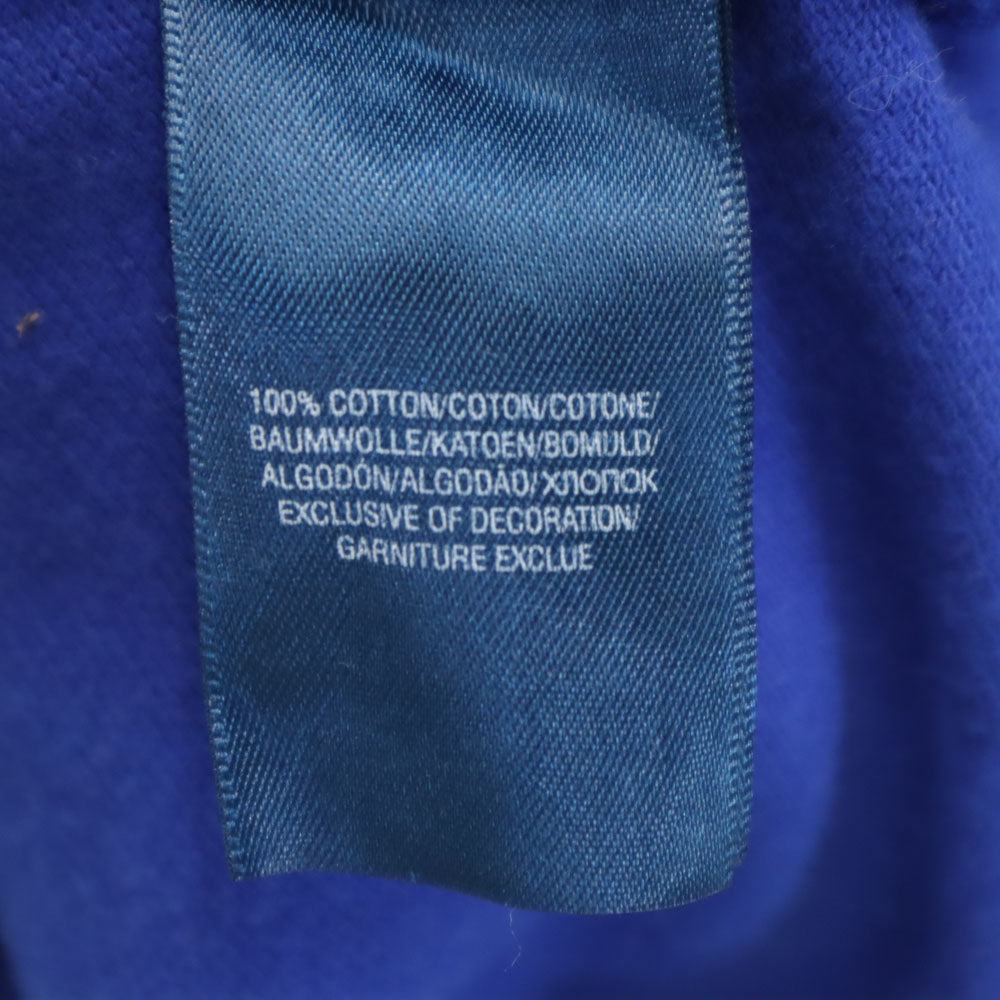 100% COTTON/COTON/COTONE/
BAUMWOLLE/KATOEN/BOMULD/
ALGODÓN/ALGODÃO/ХЛОПОК
EXCLUSIVE OF DECORATION/
GARNITURE EXCLUE